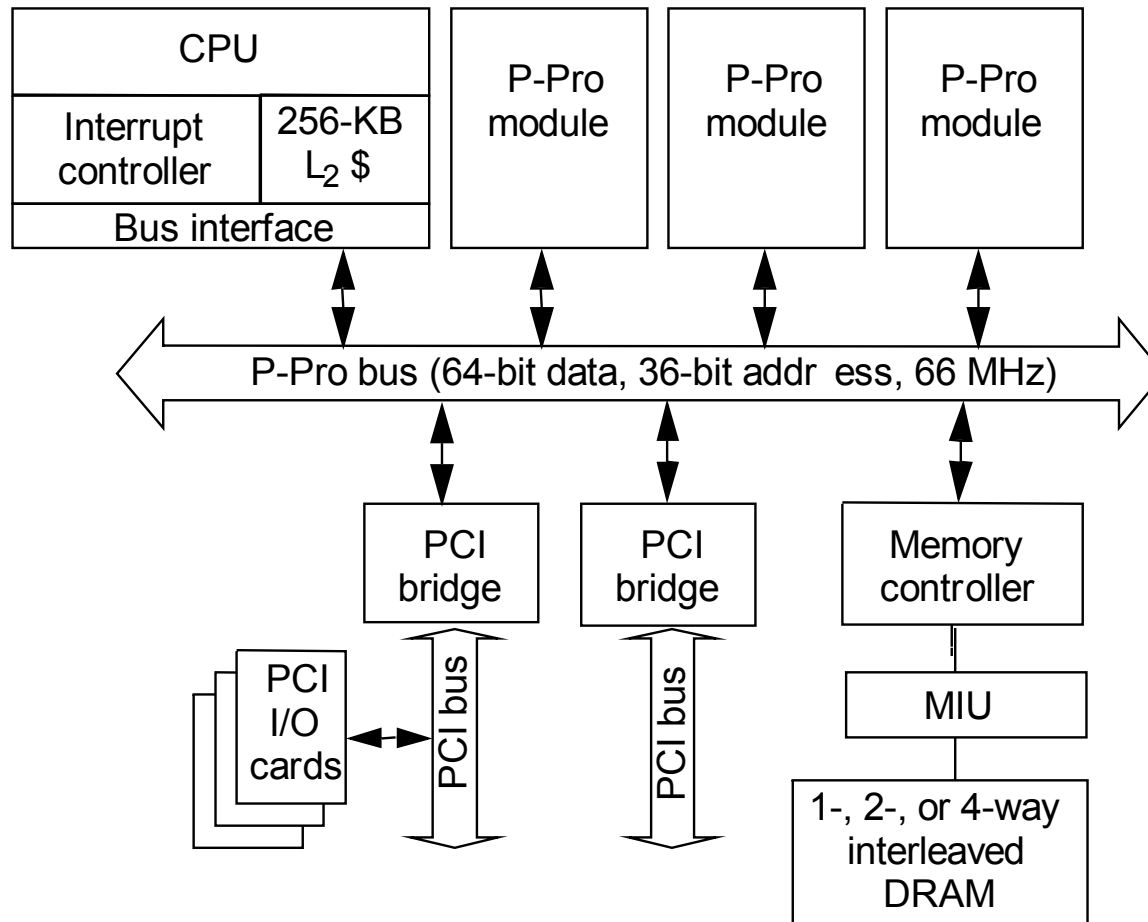 CPU
Interrupt
controller
256-KB
L2 $
Bus interface
P-Pro
module
P-Pro
module
P-Pro
module
P-Pro bus (64-bit data, 36-bit addr ess, 66 MHz)
PCI
bridge
PCI
bridge
Memory
controller
PCI
I/O
cards
PCI bus
PCI bus
MIU
1-, 2-, or 4-way
interleaved
DRAM